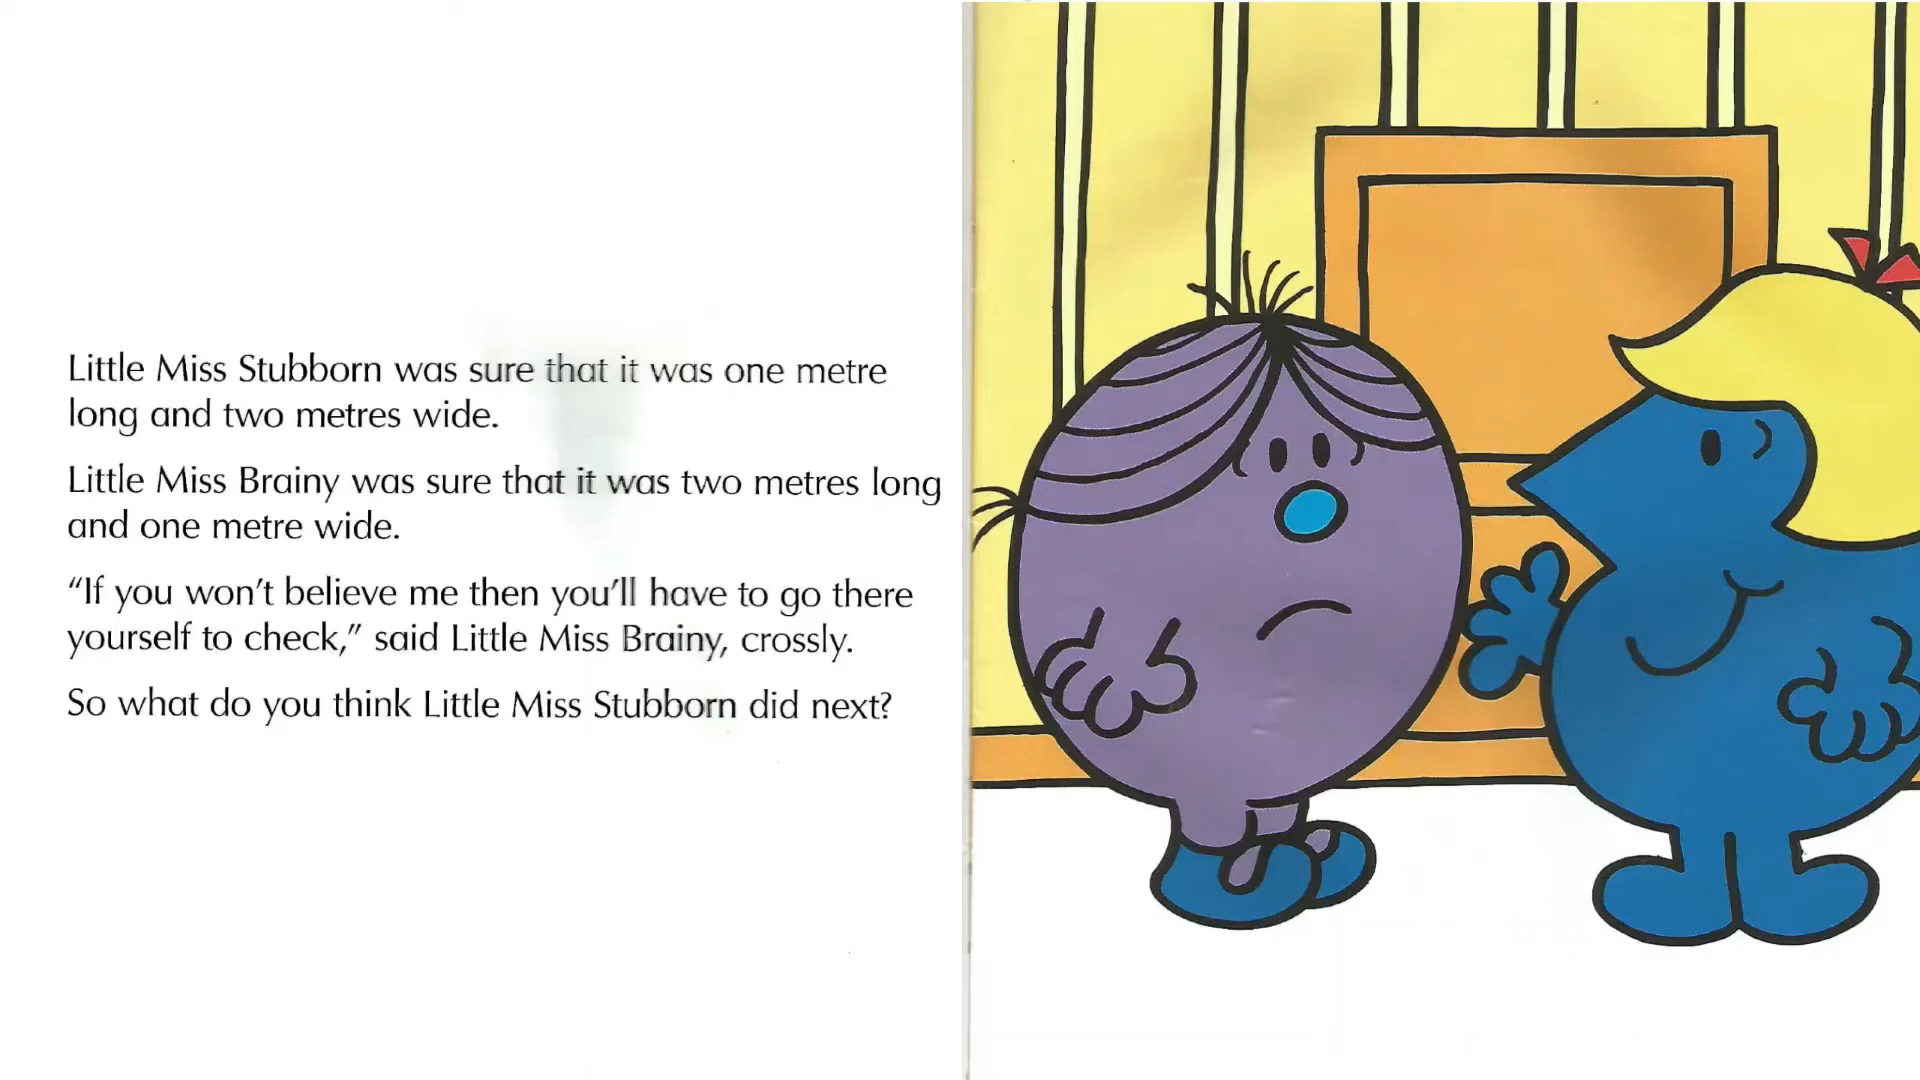 Little Miss Stubborn was sure that it was one metre
long and two metres wide.
Little Miss Brainy was sure that it was two metres long
and one metre wide.
“If you won’t believe me then you’ll have to go there
yourself to check,” said Little Miss Brainy, crossly.
So what do you think Little Miss Stubborn did next?